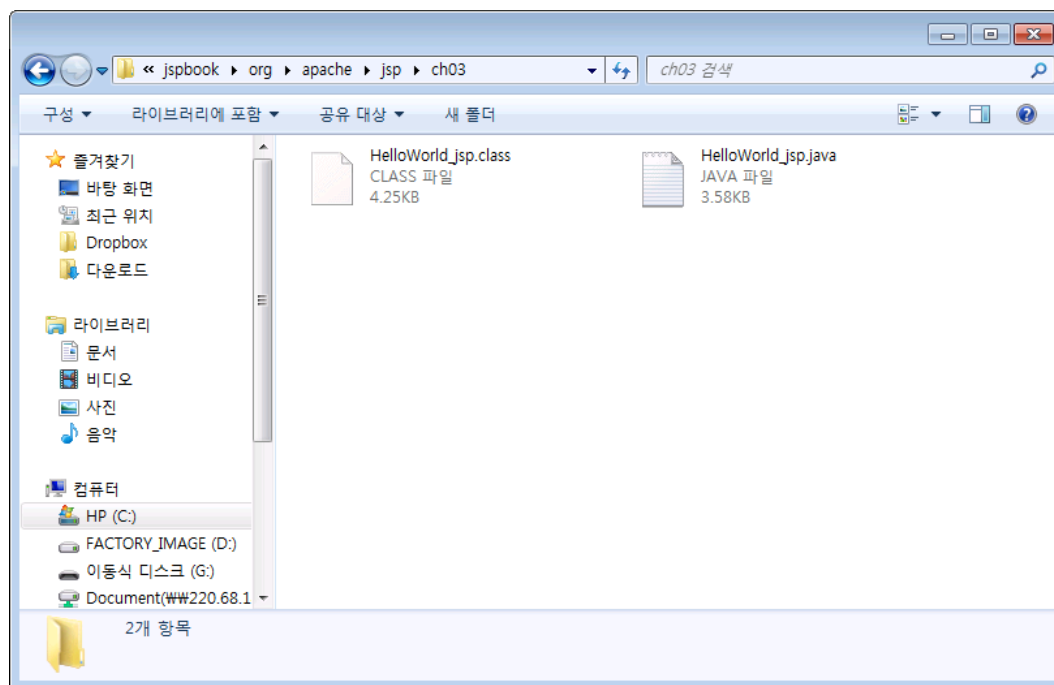 « jspbook ▸ org ▸ apache ▸ jsp ▸ ch03
ch03 검색
구성 라이브러리에 포함 공유 대상 새 폴더
즐겨찾기
바탕 화면
최근 위치
Dropbox
다운로드
라이브러리
문서
비디오
사진
음악
컴퓨터
HP (C:)
FACTORY_IMAGE (D:)
이동식 디스크 (G:)
Document(₩₩220.68.1
HelloWorld_jsp.class
CLASS 파일
4.25KB
HelloWorld_jsp.java
JAVA 파일
3.58KB
2개 항목